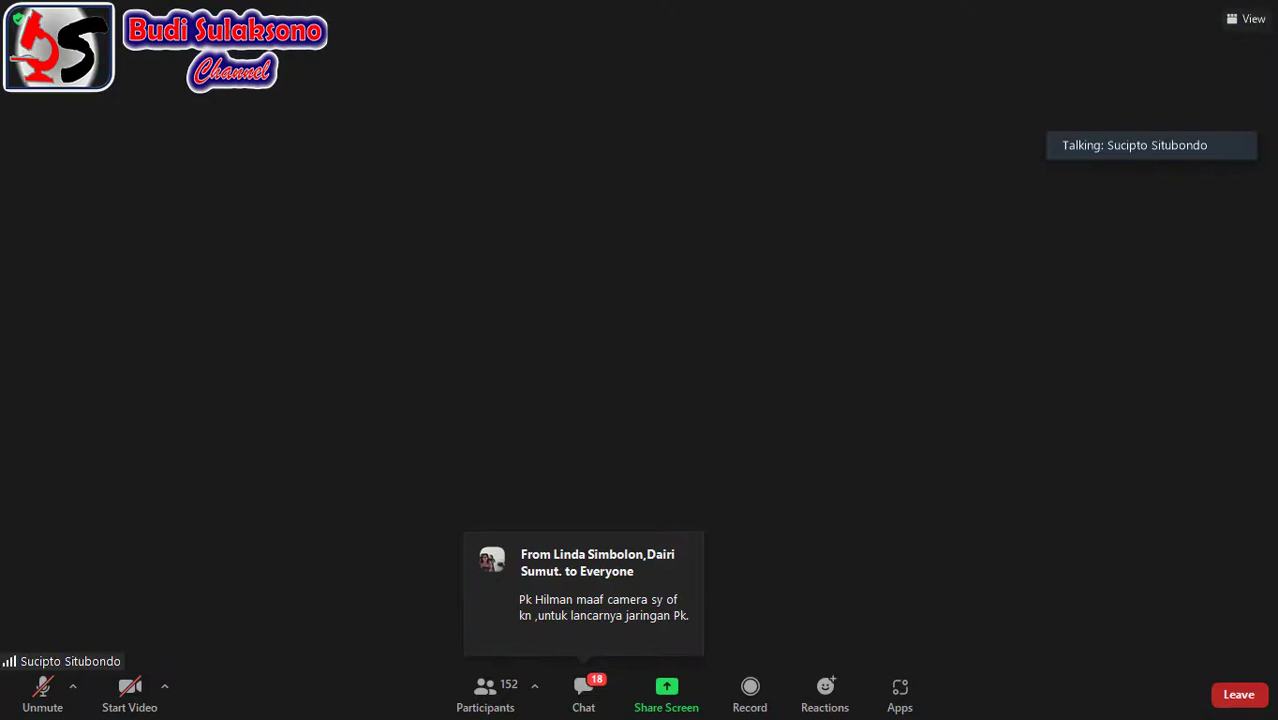 S
Budi Sulaksono
Channel
View
Talking: Sucipto Situbondo
From Linda Simbolon,Dairi
Sumut. to Everyone
Pk Hilman maaf camera sy of
kn ,untuk lancarnya jaringan Pk.
Sucipto Situbondo
152
18
Unmute
Start Video
Participants
Chat
Share Screen
Record
Reactions
Apps
Leave